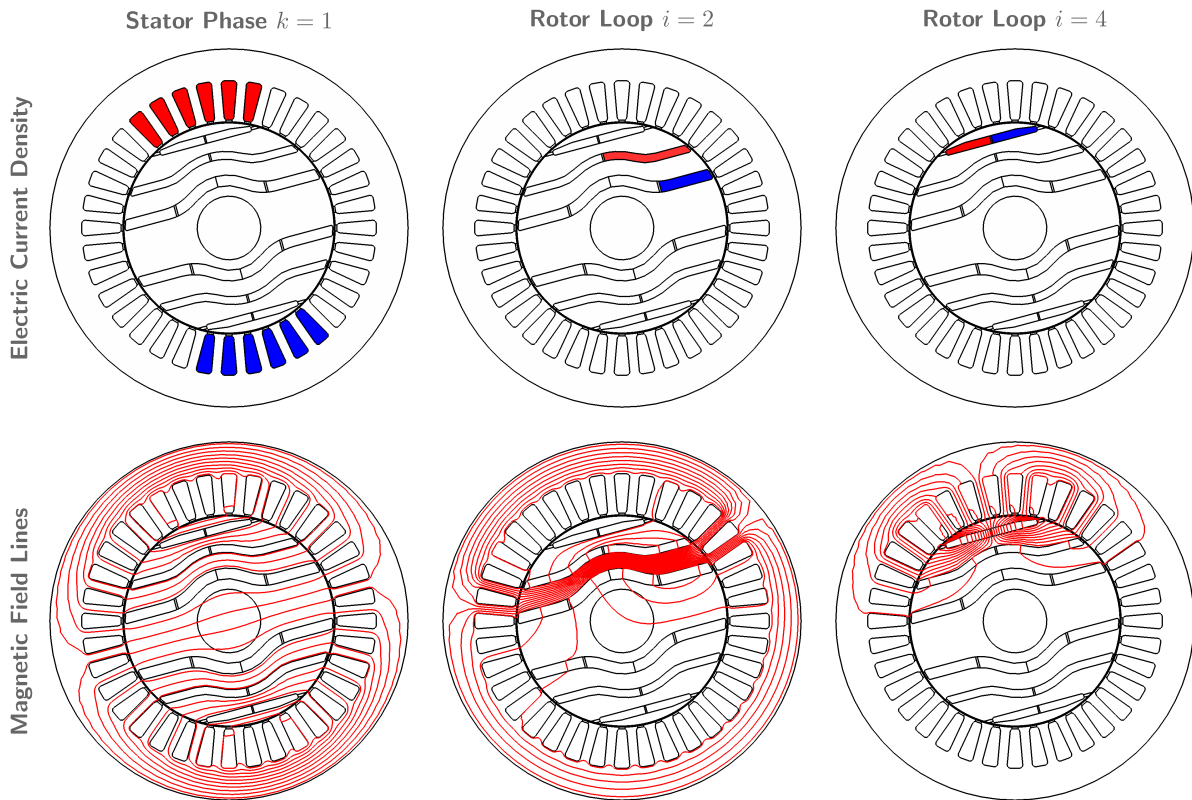 Stator Phase k = 1
Rotor Loop i = 2
Rotor Loop i = 4
Electric Current Density
Magnetic Field Lines